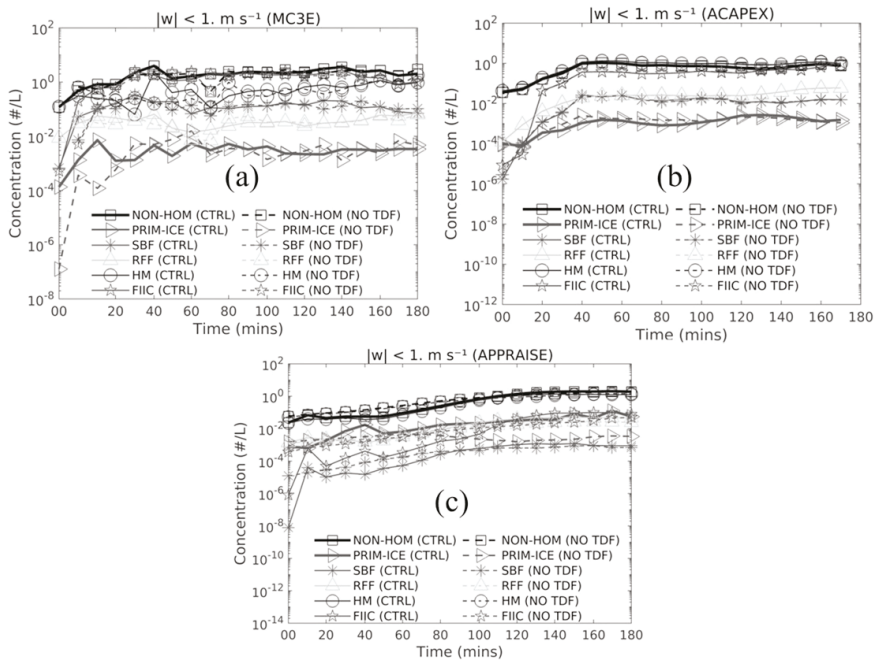 |w| < 1. m s⁻¹ (MC3E)
Concentration (#/L)
10²
10⁰
10⁻²
10⁻⁴
10⁻⁶
10⁻⁸
(a)
NON-HOM (CTRL) NON-HOM (NO TDF)
PRIM-ICE (CTRL) PRIM-ICE (NO TDF)
SBF (CTRL) SBF (NO TDF)
RFF (CTRL) RFF (NO TDF)
HM (CTRL) HM (NO TDF)
FIIC (CTRL) FIIC (NO TDF)
00 20 40 60 80 100 120 140 160 180
Time (mins)
|w| < 1. m s⁻¹ (ACAPEX)
Concentration (#/L)
10²
10⁰
10⁻²
10⁻⁴
10⁻⁶
10⁻⁸
10⁻¹⁰
10⁻¹²
(b)
NON-HOM (CTRL) NON-HOM (NO TDF)
PRIM-ICE (CTRL) PRIM-ICE (NO TDF)
SBF (CTRL) SBF (NO TDF)
RFF (CTRL) RFF (NO TDF)
HM (CTRL) HM (NO TDF)
FIIC (CTRL) FIIC (NO TDF)
00 20 40 60 80 100 120 140 160 180
Time (mins)
|w| < 1. m s⁻¹ (APPRAISE)
Concentration (#/L)
10²
10⁰
10⁻²
10⁻⁴
10⁻⁶
10⁻⁸
10⁻¹⁰
10⁻¹²
10⁻¹⁴
(c)
NON-HOM (CTRL) NON-HOM (NO TDF)
PRIM-ICE (CTRL) PRIM-ICE (NO TDF)
SBF (CTRL) SBF (NO TDF)
RFF (CTRL) RFF (NO TDF)
HM (CTRL) HM (NO TDF)
FIIC (CTRL) FIIC (NO TDF)
00 20 40 60 80 100 120 140 160 180
Time (mins)